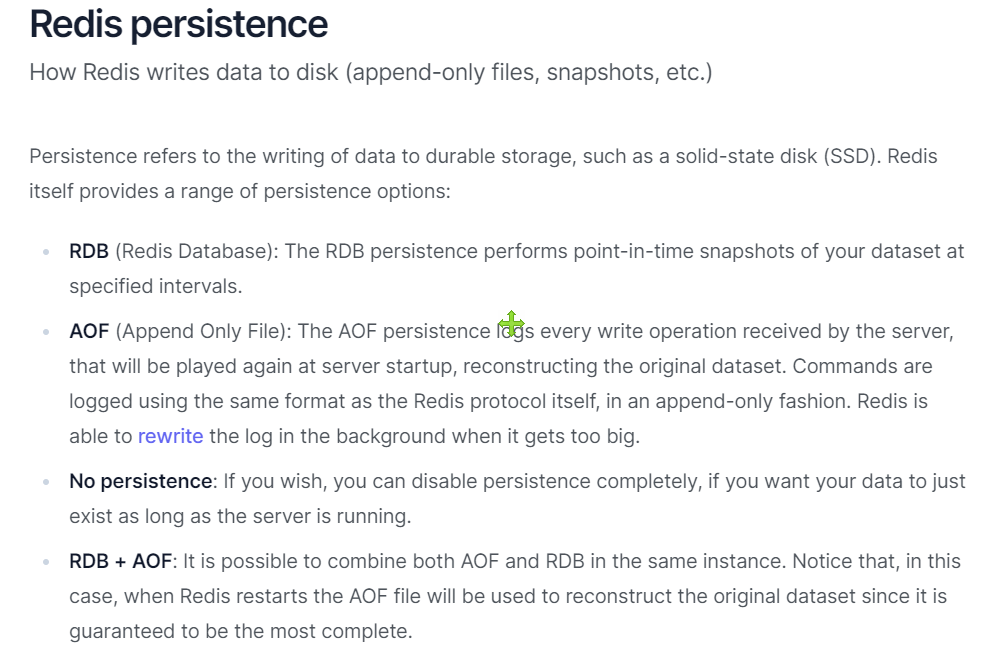 Redis persistence
How Redis writes data to disk (append-only files, snapshots, etc.)
Persistence refers to the writing of data to durable storage, such as a solid-state disk (SSD). Redis
itself provides a range of persistence options:
RDB (Redis Database): The RDB persistence performs point-in-time snapshots of your dataset at
specified intervals.
AOF (Append Only File): The AOF persistence logs every write operation received by the server,
that will be played again at server startup, reconstructing the original dataset. Commands are
logged using the same format as the Redis protocol itself, in an append-only fashion. Redis is
able to rewrite the log in the background when it gets too big.
No persistence: If you wish, you can disable persistence completely, if you want your data to just
exist as long as the server is running.
RDB + AOF: It is possible to combine both AOF and RDB in the same instance. Notice that, in this
case, when Redis restarts the AOF file will be used to reconstruct the original dataset since it is
guaranteed to be the most complete.